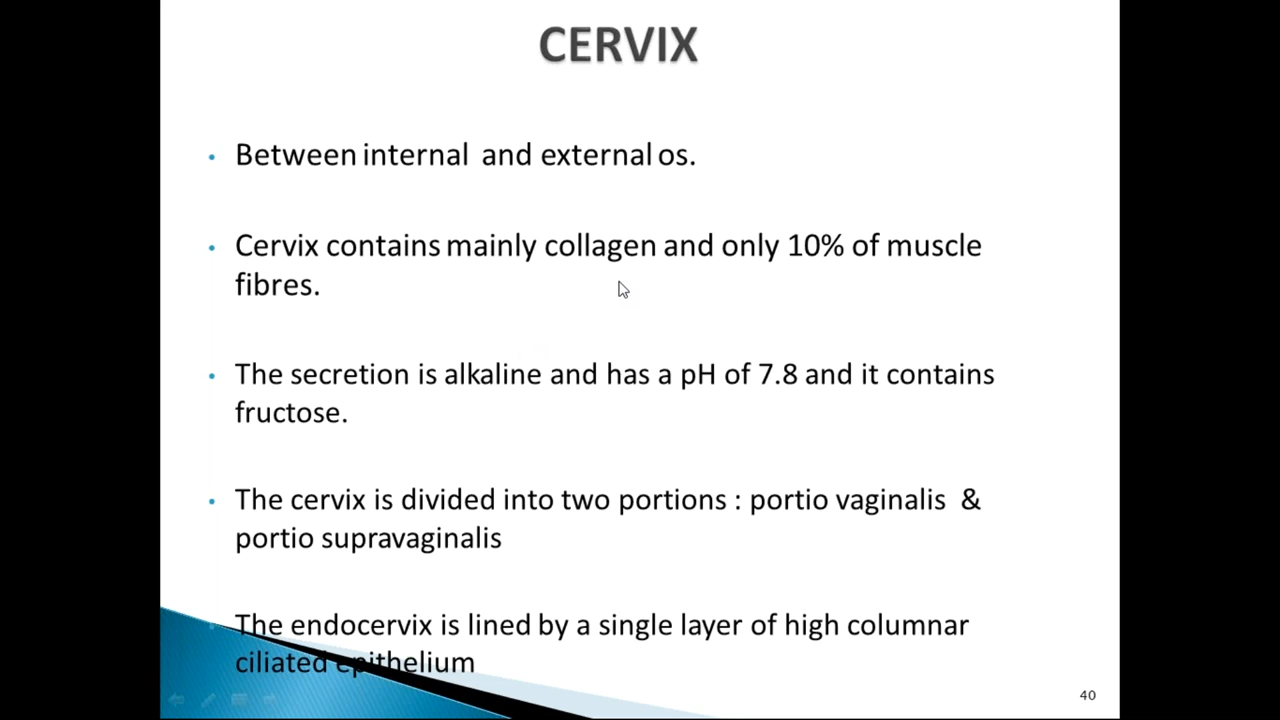 CERVIX
Between internal and external os.
Cervix contains mainly collagen and only 10% of muscle
fibres.
The secretion is alkaline and has a pH of 7.8 and it contains
fructose.
The cervix is divided into two portions : portio vaginalis &
portio supravaginalis
The endocervix is lined by a single layer of high columnar
ciliated epithelium
40